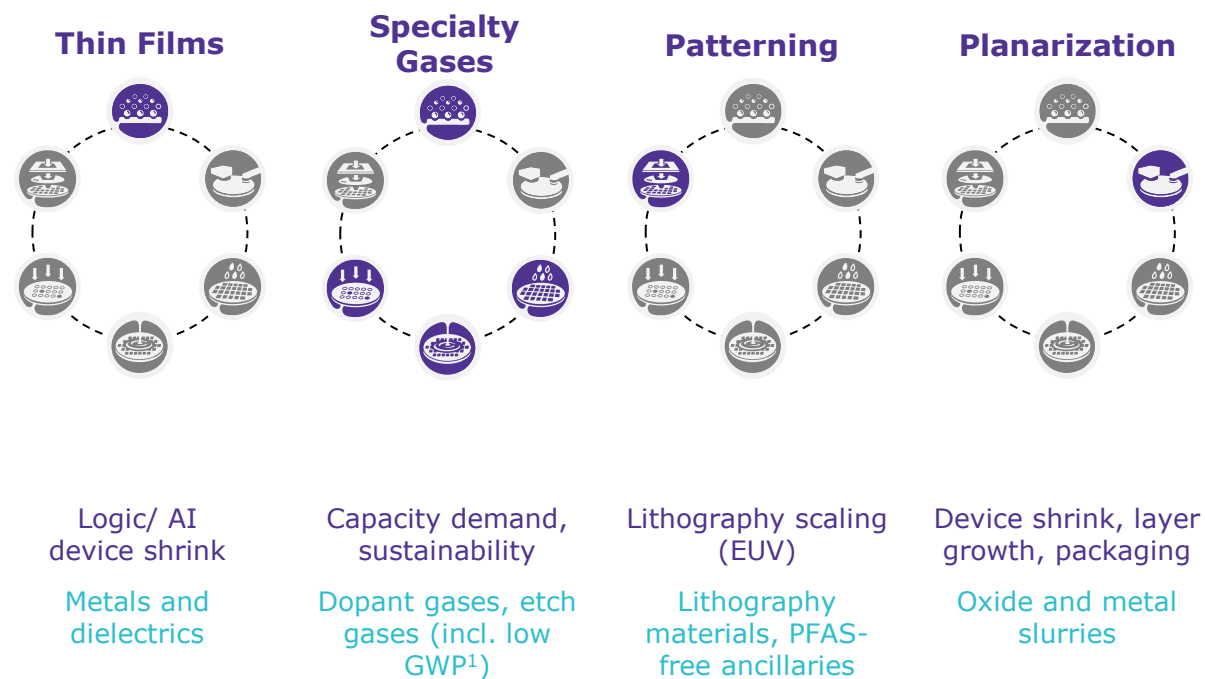 Thin Films
Specialty
Gases
Patterning
Planarization
Logic/ AI
device shrink
Capacity demand,
sustainability
Lithography scaling
(EUV)
Device shrink, layer
growth, packaging
Metals and
dielectrics
Dopant gases, etch
gases (incl. low
GWP¹)
Lithography
materials, PFAS-
free ancillaries
Oxide and metal
slurries